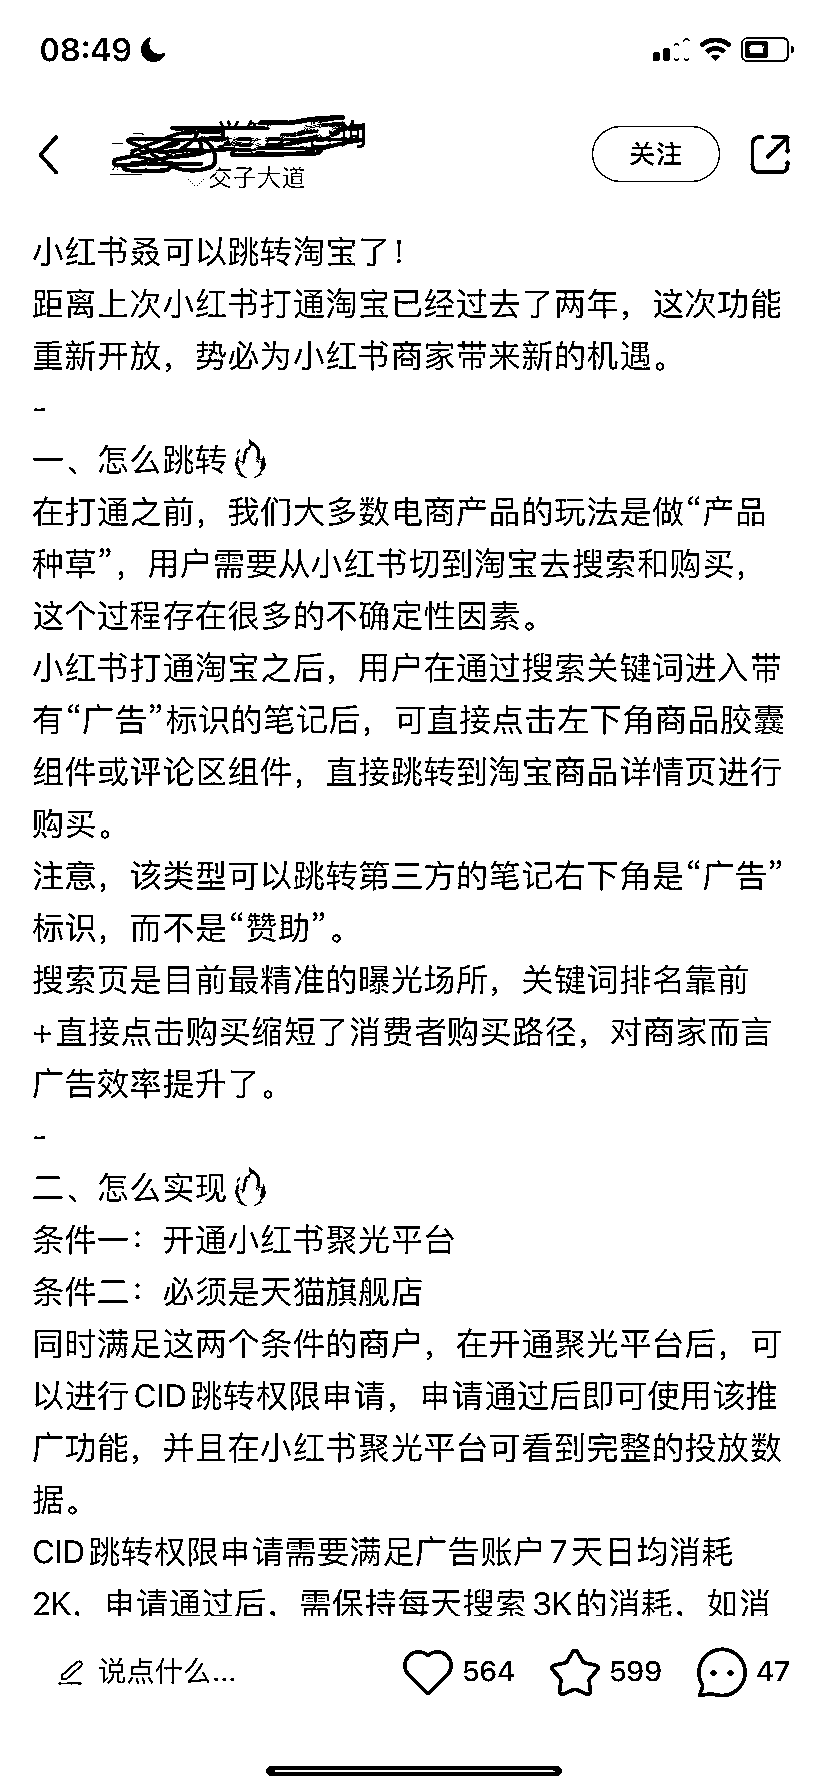 08:49
交子大道
关注
小红书叒可以跳转淘宝了！
距离上次小红书打通淘宝已经过去了两年，这次功能
重新开放，势必为小红书商家带来新的机遇。
-
一、怎么跳转
在打通之前，我们大多数电商产品的玩法是做“产品
种草”，用户需要从小红书切到淘宝去搜索和购买，
这个过程存在很多的不确定性因素。
小红书打通淘宝之后，用户在通过搜索关键词进入带
有“广告”标识的笔记后，可直接点击左下角商品胶囊
组件或评论区组件，直接跳转到淘宝商品详情页进行
购买。
注意，该类型可以跳转第三方的笔记右下角是“广告”
标识，而不是“赞助”。
搜索页是目前最精准的曝光场所，关键词排名靠前
+直接点击购买缩短了消费者购买路径，对商家而言
广告效率提升了。
-
二、怎么实现
条件一：开通小红书聚光平台
条件二：必须是天猫旗舰店
同时满足这两个条件的商户，在开通聚光平台后，可
以进行CID跳转权限申请，申请通过后即可使用该推
广功能，并且在小红书聚光平台可看到完整的投放数
据。
CID跳转权限申请需要满足广告账户7天日均消耗
2K，申请通过后，需保持每天搜索3K的消耗，如消
说点什么...
564
599
47